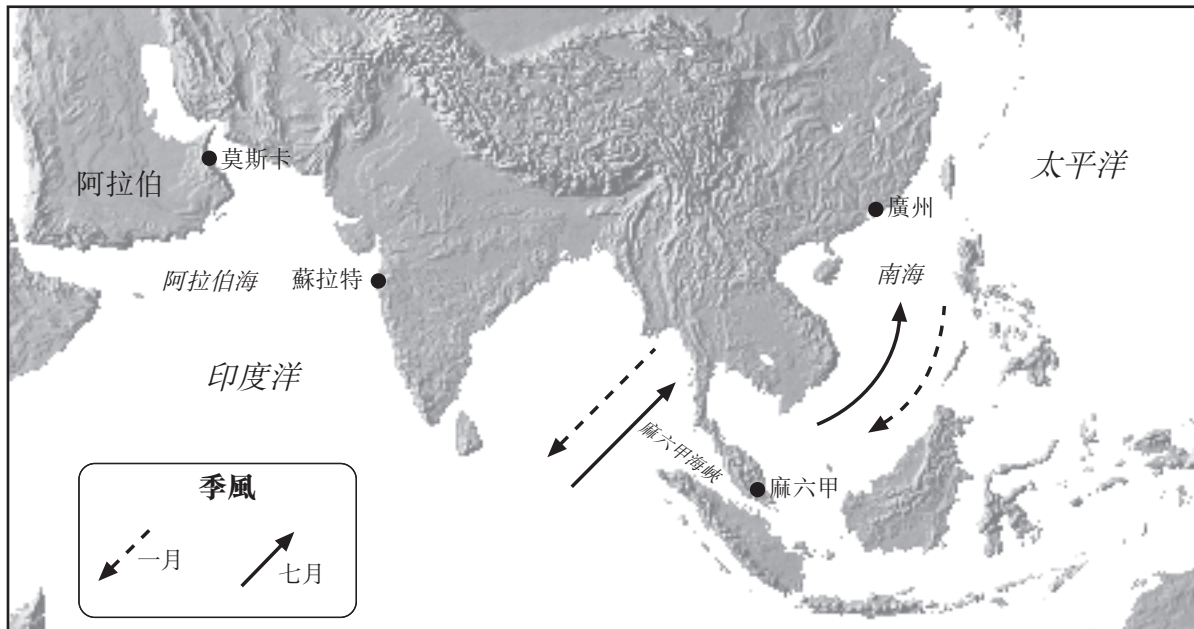 莫斯卡
阿拉伯
太平洋
廣州
阿拉伯海
蘇拉特
南海
印度洋
麻六甲海峽
麻六甲
季風
一月
七月